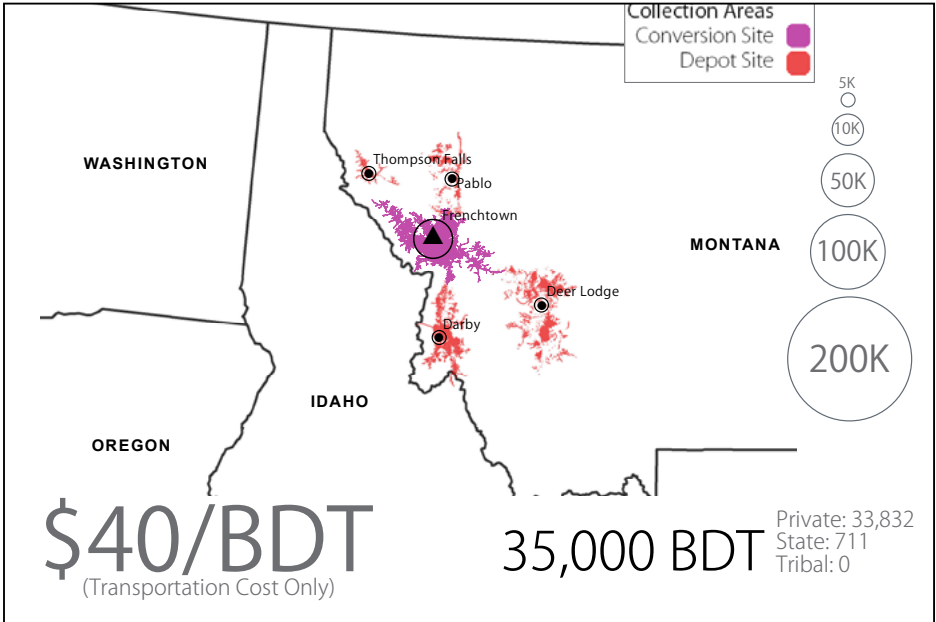 Collection Areas
Conversion Site
Depot Site
5K
10K
50K
100K
200K
WASHINGTON
Thompson Falls
Pablo
Frenchtown
MONTANA
Deer Lodge
Darby
IDAHO
OREGON
$40/BDT
(Transportation Cost Only)
35,000 BDT
Private: 33,832
State: 711
Tribal: 0